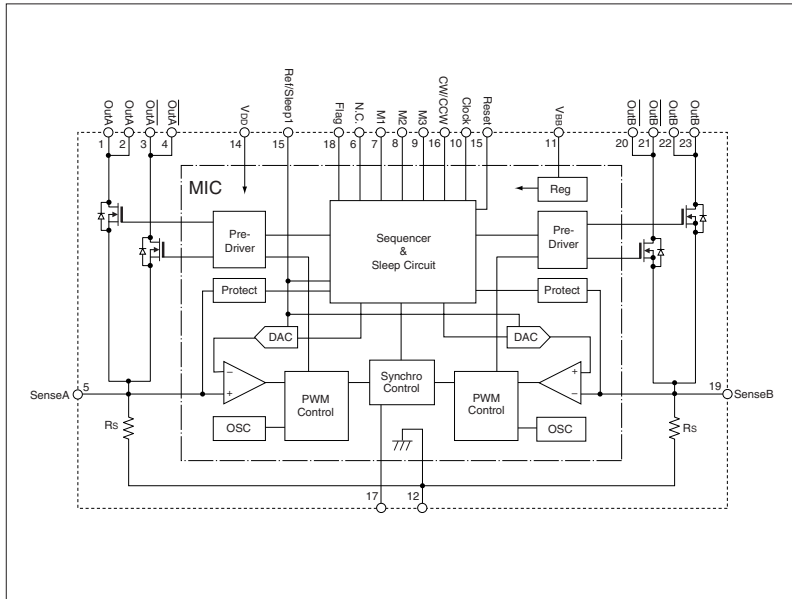 OutA
OutA
OutA
OutA
VDD
Ref/Sleep1
Flag
N.C.
M1
M2
M3
CW/CCW
Clock
Reset
VBB
OutB
OutB
OutB
OutB
1
2
3
4
14
15
18
6
7
8
9
16
10
15
11
20
21
22
23
MIC
Reg
Pre-
Driver
Sequencer
&
Sleep Circuit
Pre-
Driver
Protect
Protect
DAC
DAC
−
+
+
−
SenseA
5
19
SenseB
Synchro
Control
PWM
Control
PWM
Control
OSC
OSC
Rs
Rs
17
12